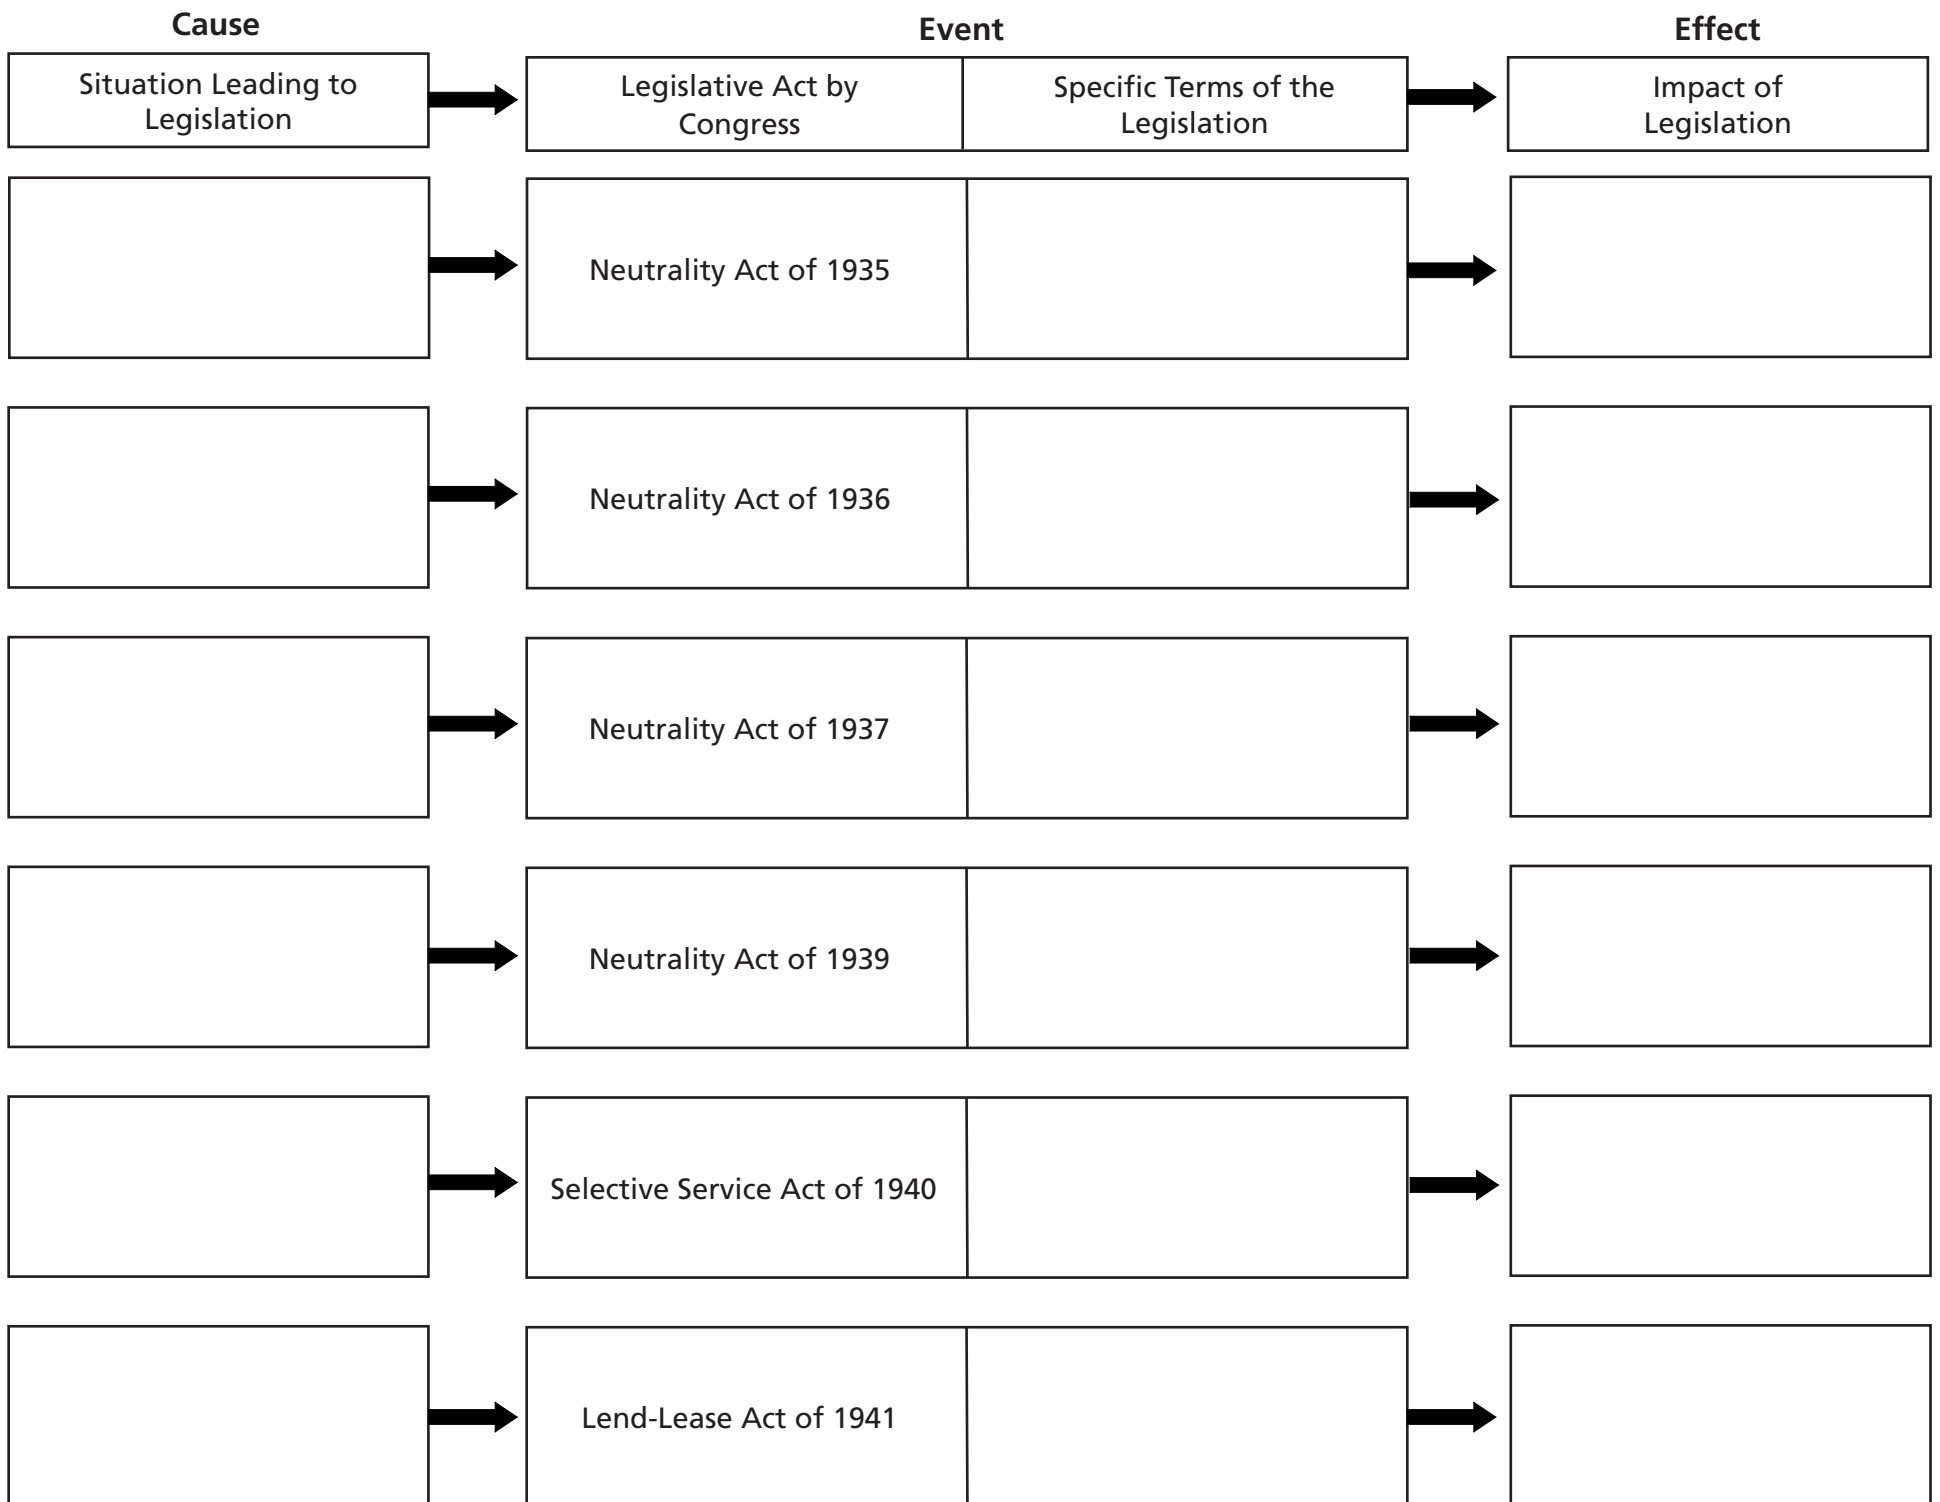 Cause
Event
Effect
Situation Leading to
Legislation
Legislative Act by
Congress
Specific Terms of the
Legislation
Impact of
Legislation
Neutrality Act of 1935
Neutrality Act of 1936
Neutrality Act of 1937
Neutrality Act of 1939
Selective Service Act of 1940
Lend-Lease Act of 1941